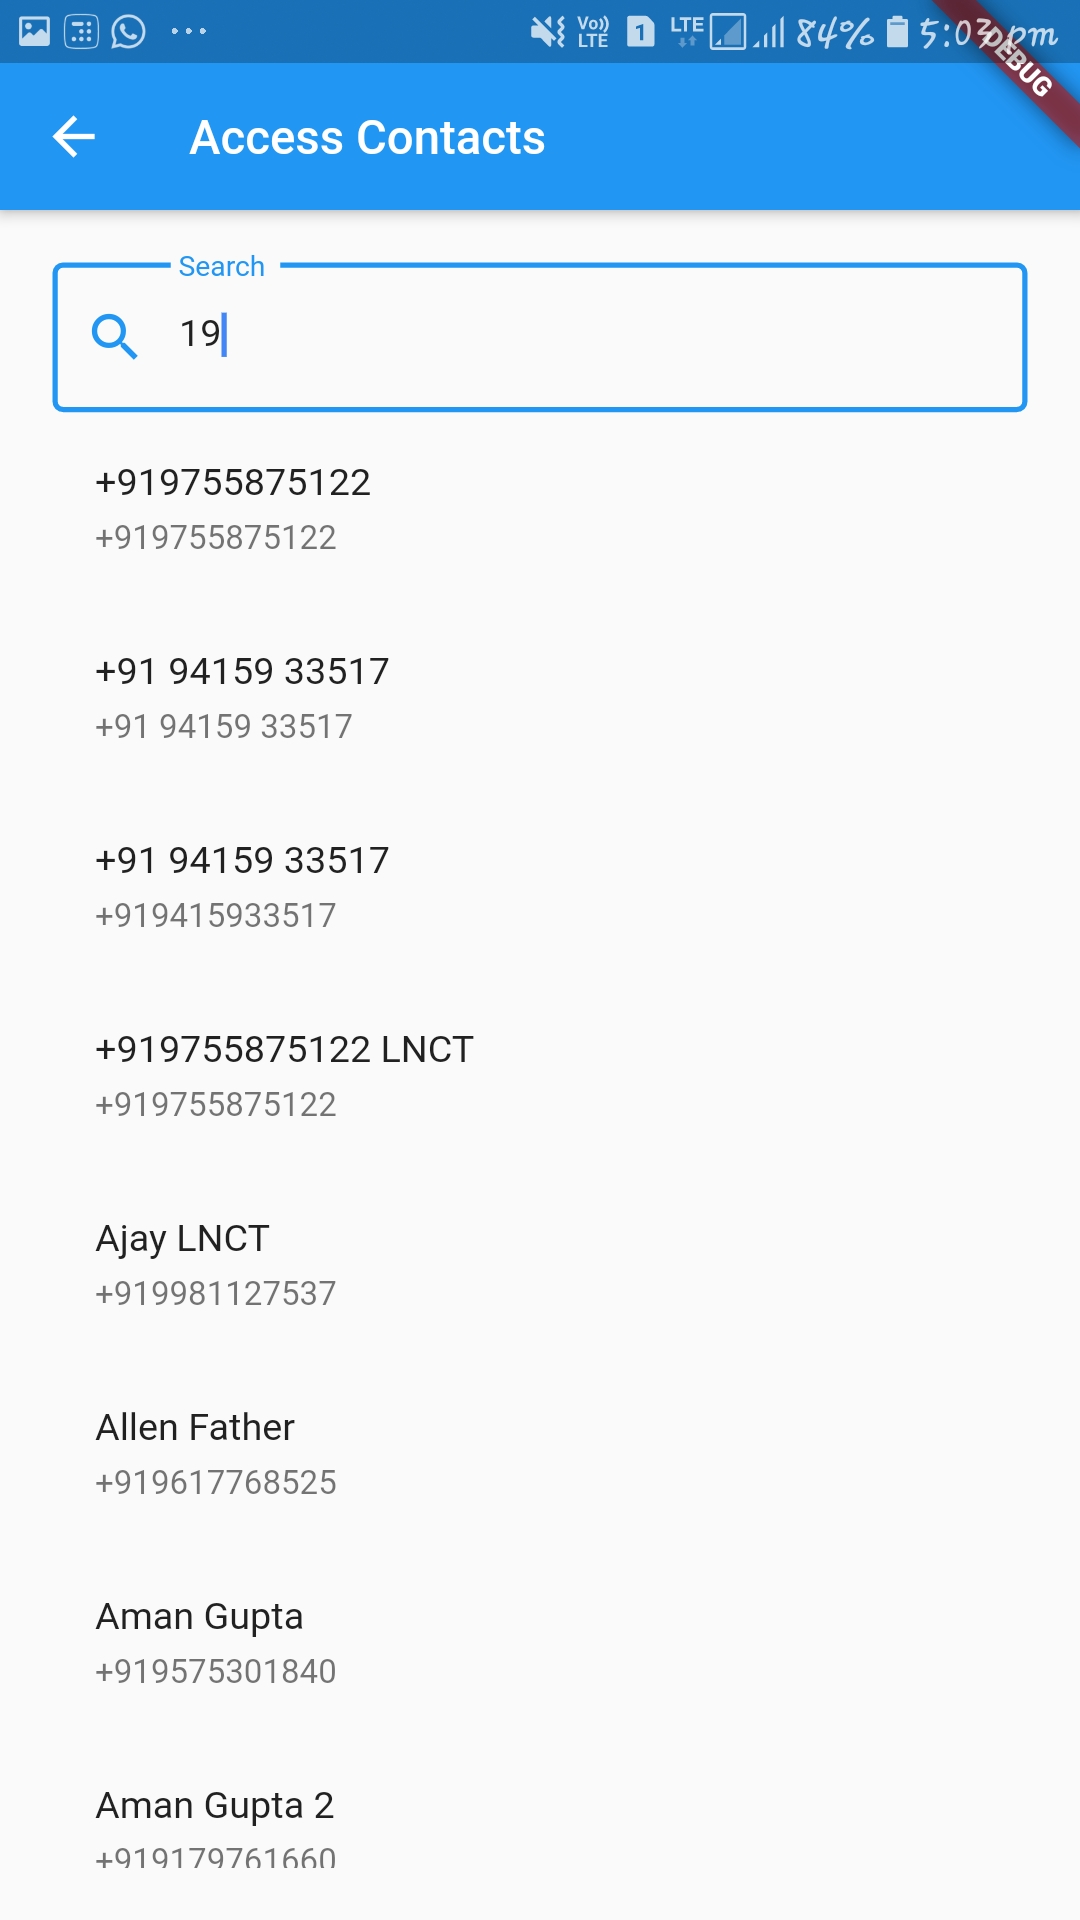 Vo))
LTE
1
LTE
84%
5:03 pm
DEBUG
Access Contacts
Search
19
+919755875122
+919755875122
+91 94159 33517
+91 94159 33517
+91 94159 33517
+919415933517
+919755875122 LNCT
+919755875122
Ajay LNCT
+919981127537
Allen Father
+919617768525
Aman Gupta
+919575301840
Aman Gupta 2
+919179761660